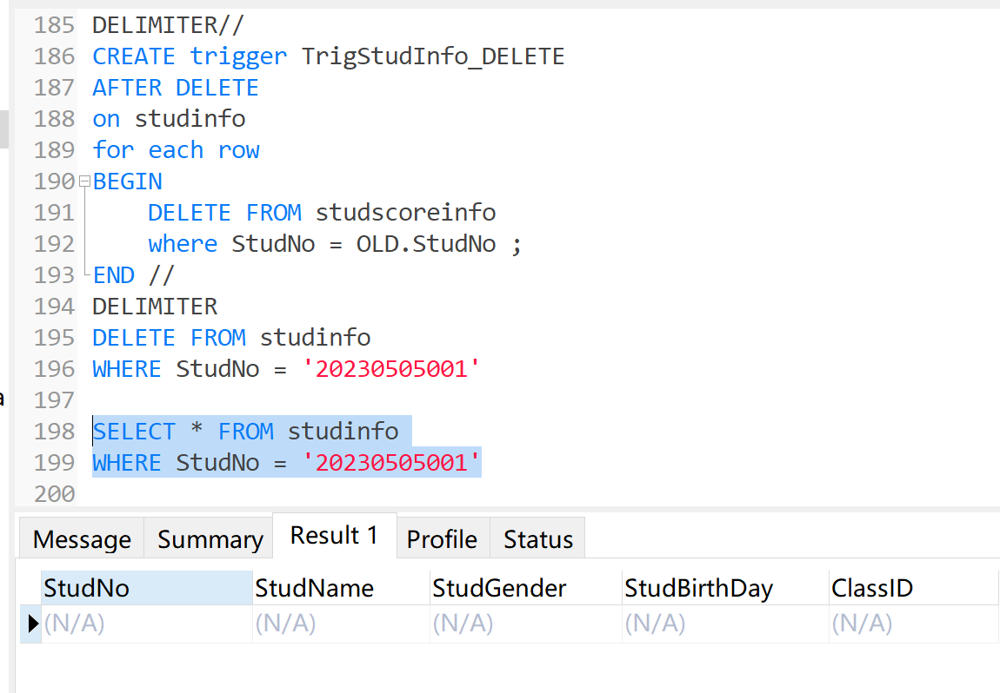 185 DELIMITER//
186 CREATE trigger TrigStudInfo_DELETE
187 AFTER DELETE
188 on studinfo
189 for each row
190 BEGIN
191 DELETE FROM studscoreinfo
192 where StudNo = OLD.StudNo ;
193 END //
194 DELIMITER
195 DELETE FROM studinfo
196 WHERE StudNo = '20230505001'
a
197
198 SELECT * FROM studinfo
199 WHERE StudNo = '20230505001'
200
Message Summary Result 1 Profile Status
StudNo StudName StudGender StudBirthDay ClassID
(N/A) (N/A) (N/A) (N/A) (N/A)